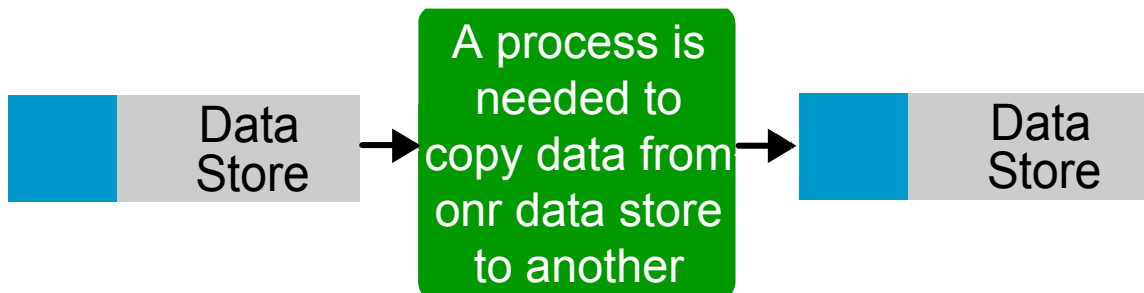 Data
Store
A process is
needed to
copy data from
onr data store
to another
Data
Store